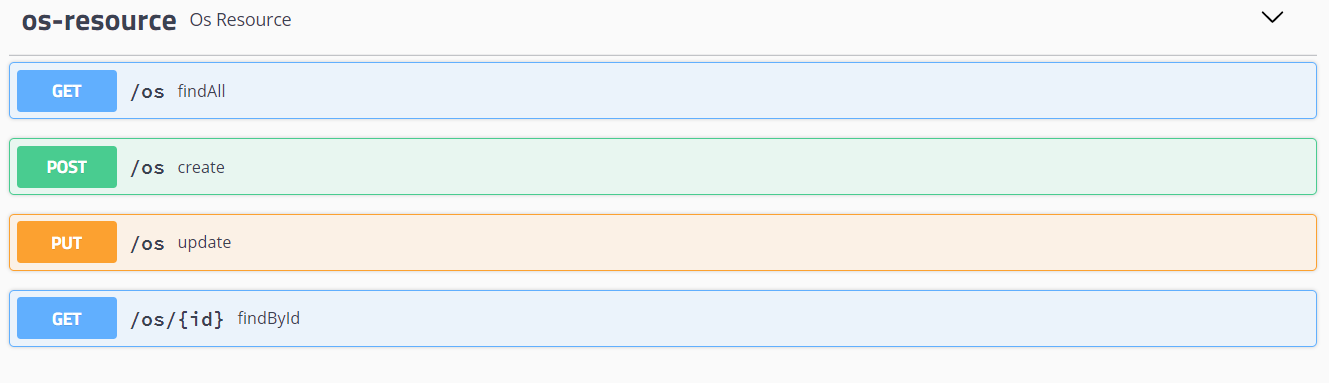 os-resource Os Resource
GET /os findAll
POST /os create
PUT /os update
GET /os/{id} findById